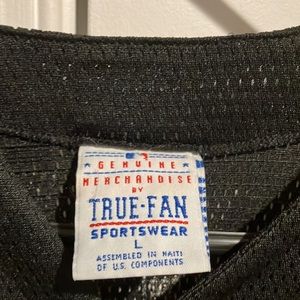 GENUINE
MERCHANDISE
BY
TRUE-FAN
SPORTSWEAR
L
ASSEMBLED IN HAITI
OF U.S. COMPONENTS